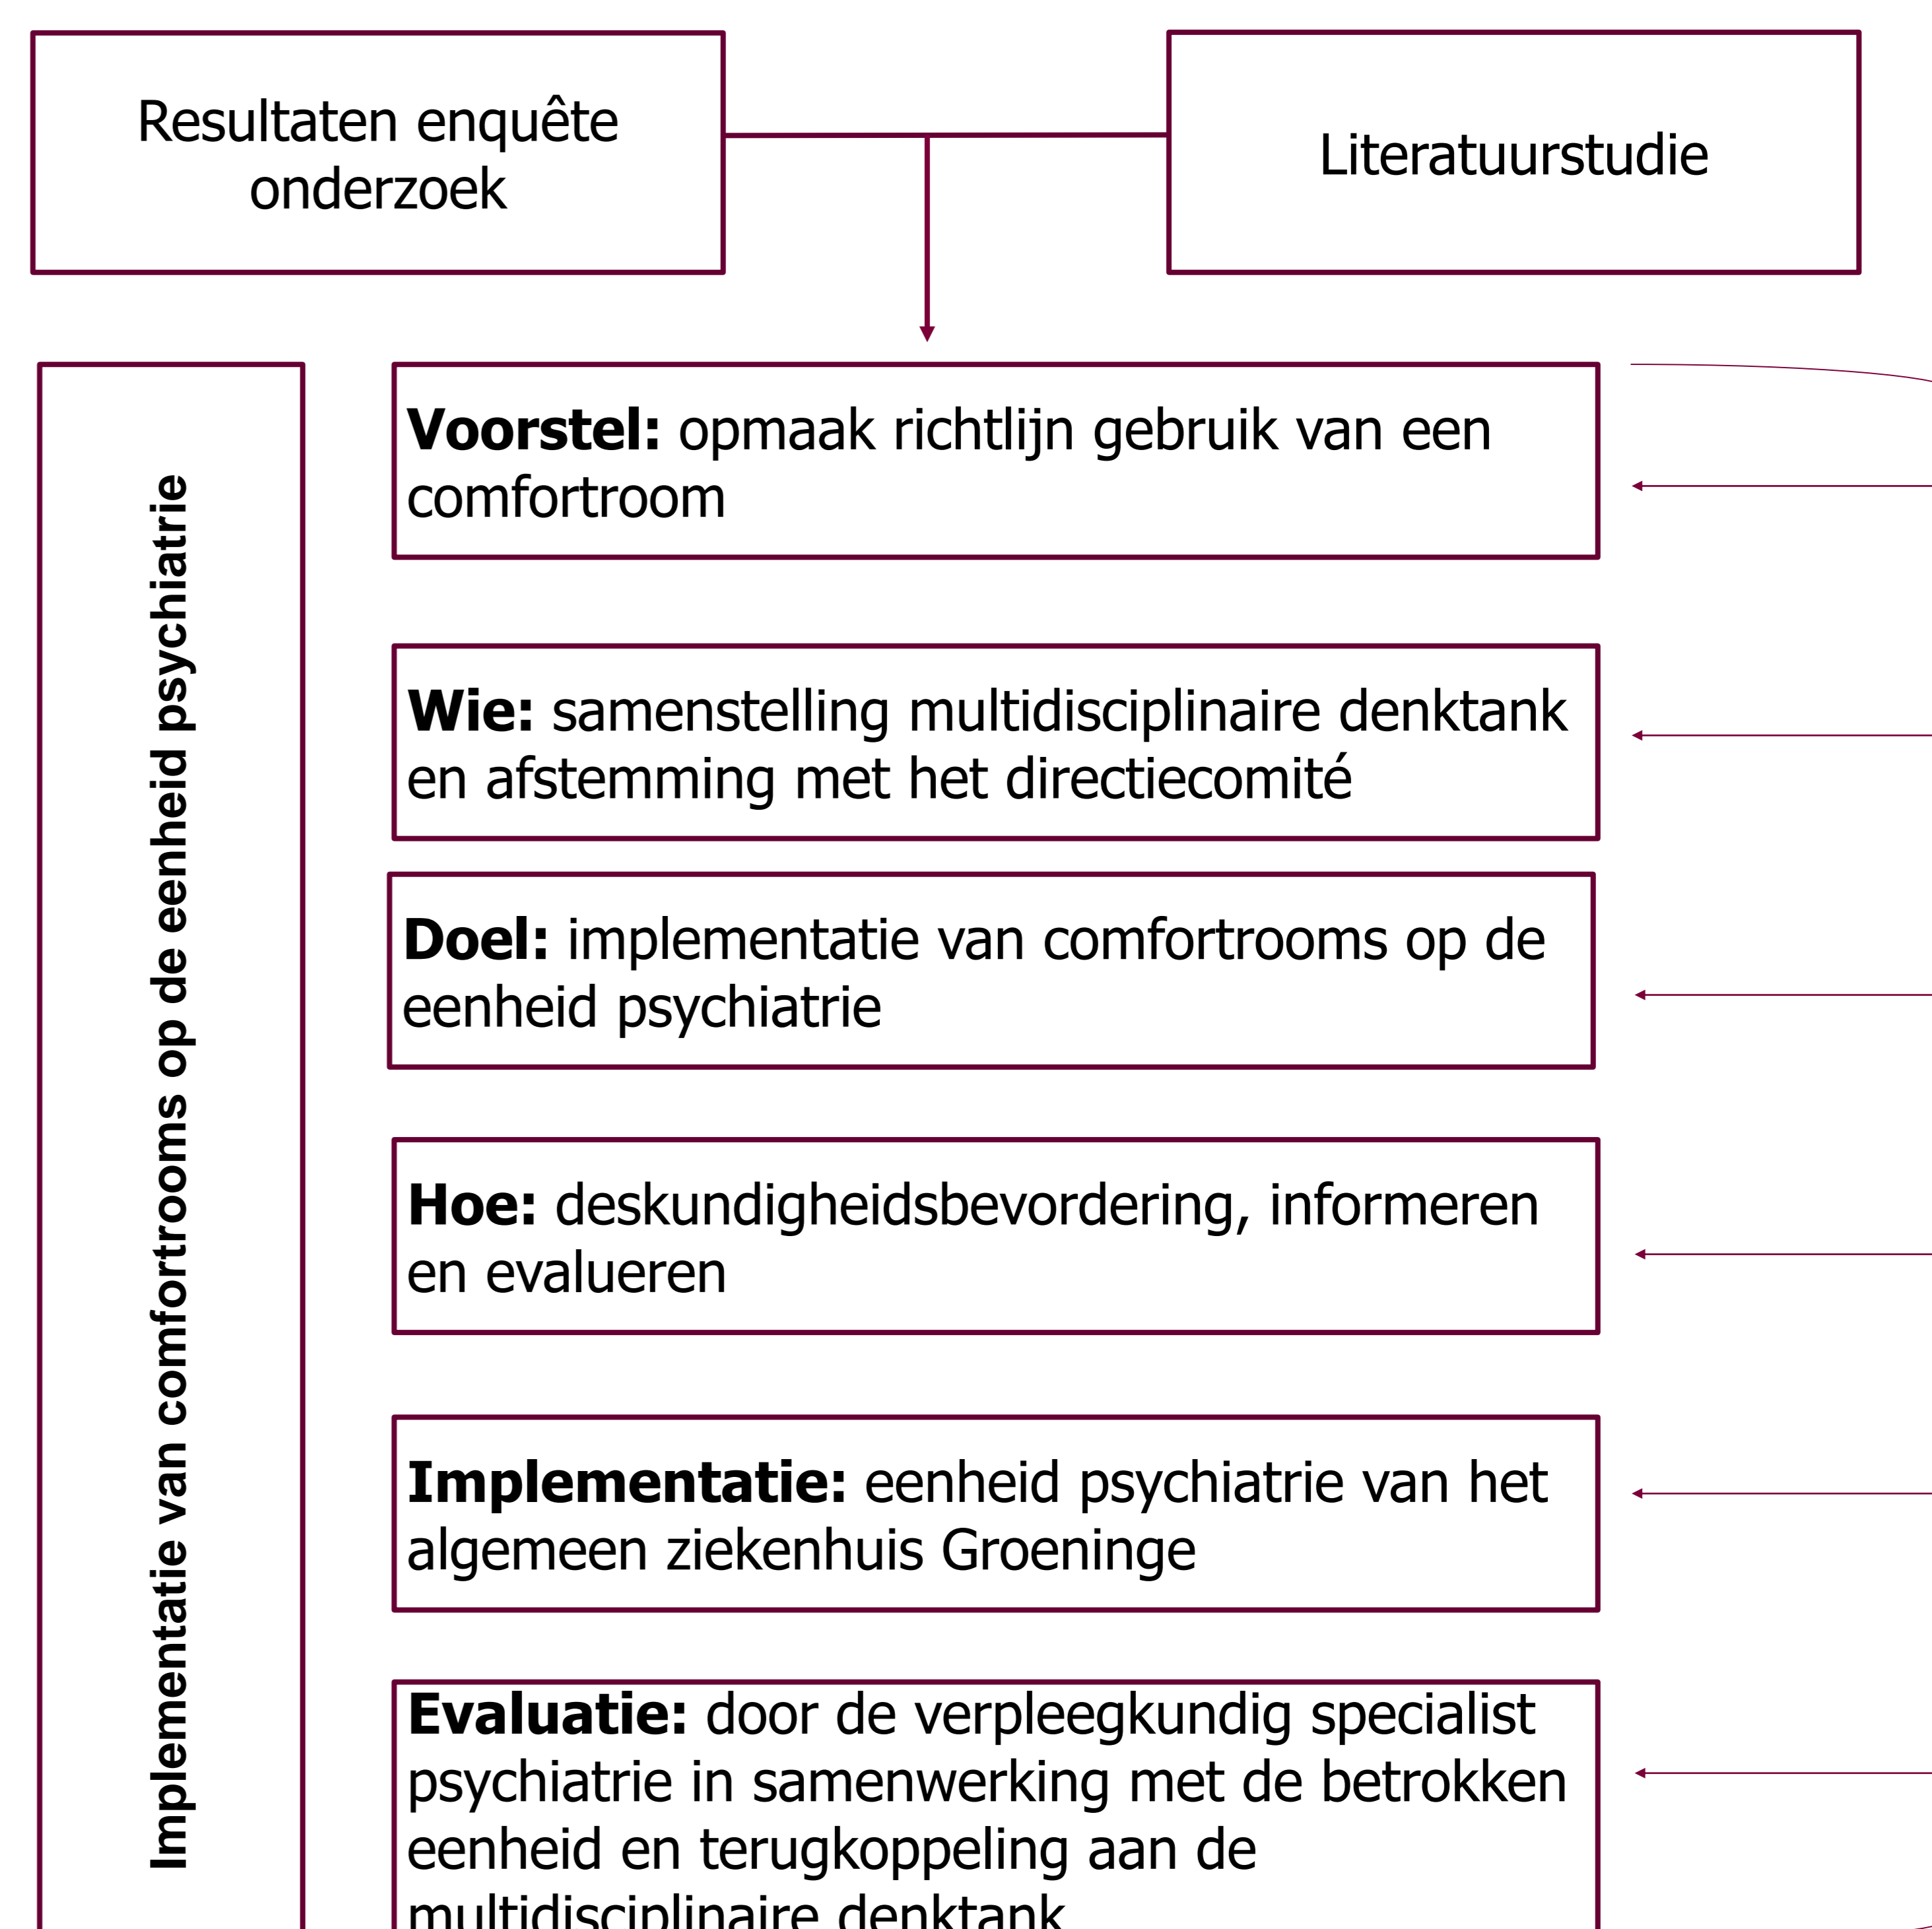 Resultaten enquête
onderzoek
Literatuurstudie
Implementatie van comfortrooms op de eenheid psychiatrie
Voorstel: opmaak richtlijn gebruik van een
comfortroom
Wie: samenstelling multidisciplinaire denktank
en afstemming met het directiecomité
Doel: implementatie van comfortrooms op de
eenheid psychiatrie
Hoe: deskundigheidsbevordering, informeren
en evalueren
Implementatie: eenheid psychiatrie van het
algemeen ziekenhuis Groeninge
Evaluatie: door de verpleegkundig specialist
psychiatrie in samenwerking met de betrokken
eenheid en terugkoppeling aan de
multidisciplinaire denktank